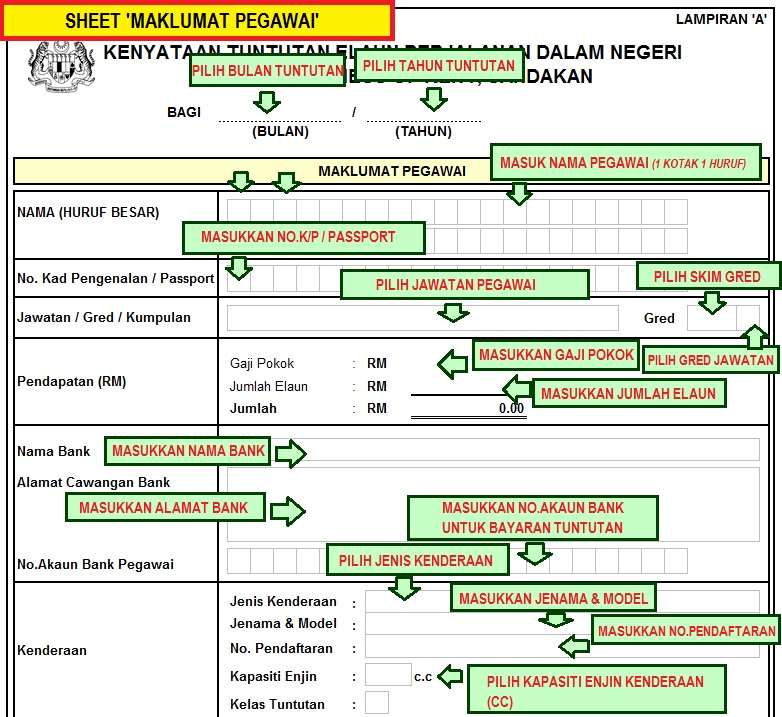 SHEET 'MAKLUMAT PEGAWAI'
LAMPIRAN 'A'
KENYATAAN TUNTUTAN ELAUN PERJALANAN DALAM NEGERI
PILIH BULAN TUNTUTAN
PILIH TAHUN TUNTUTAN
SANDAKAN
BAGI / 
(BULAN) (TAHUN)
MAKLUMAT PEGAWAI
MASUK NAMA PEGAWAI (1 KOTAK 1 HURUF)
NAMA (HURUF BESAR)
MASUKKAN NO.K/P / PASSPORT
No. Kad Pengenalan / Passport
PILIH JAWATAN PEGAWAI
PILIH SKIM GRED
Jawatan / Gred / Kumpulan
Gred
Pendapatan (RM)
Gaji Pokok : RM
MASUKKAN GAJI POKOK
PILIH GRED JAWATAN
Jumlah Elaun : RM
MASUKKAN JUMLAH ELAUN
Jumlah : RM 0.00
Nama Bank
MASUKKAN NAMA BANK
Alamat Cawangan Bank
MASUKKAN ALAMAT BANK
MASUKKAN NO.AKAUN BANK
UNTUK BAYARAN TUNTUTAN
No.Akaun Bank Pegawai
PILIH JENIS KENDERAAN
Kenderaan
Jenis Kenderaan :
MASUKKAN JENAMA & MODEL
Jenama & Model :
MASUKKAN NO.PENDAFTARAN
No. Pendaftaran :
Kapasiti Enjin : c.c
PILIH KAPASITI ENJIN KENDERAAN
(CC)
Kelas Tuntutan :